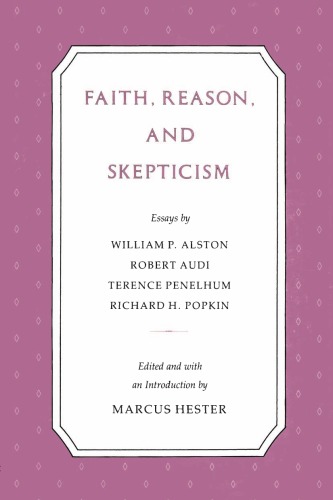 FAITH, REASON,
AND
SKEPTICISM
Essays by
WILLIAM P. ALSTON
ROBERT AUDI
TERENCE PENELHUM
RICHARD H. POPKIN
Edited and with
an Introduction by
MARCUS HESTER